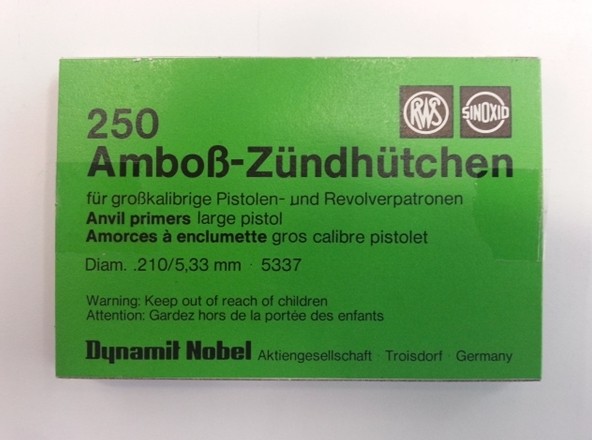 250
RWS
SINOXID
Amboß-Zündhütchen
für großkalibrige Pistolen- und Revolverpatronen
Anvil primers large pistol
Amorces à enclumette gros calibre pistolet
Diam. .210/5,33 mm · 5337
Warning: Keep out of reach of children
Attention: Gardez hors de la portée des enfants
Dynamit Nobel Aktiengesellschaft · Troisdorf · Germany